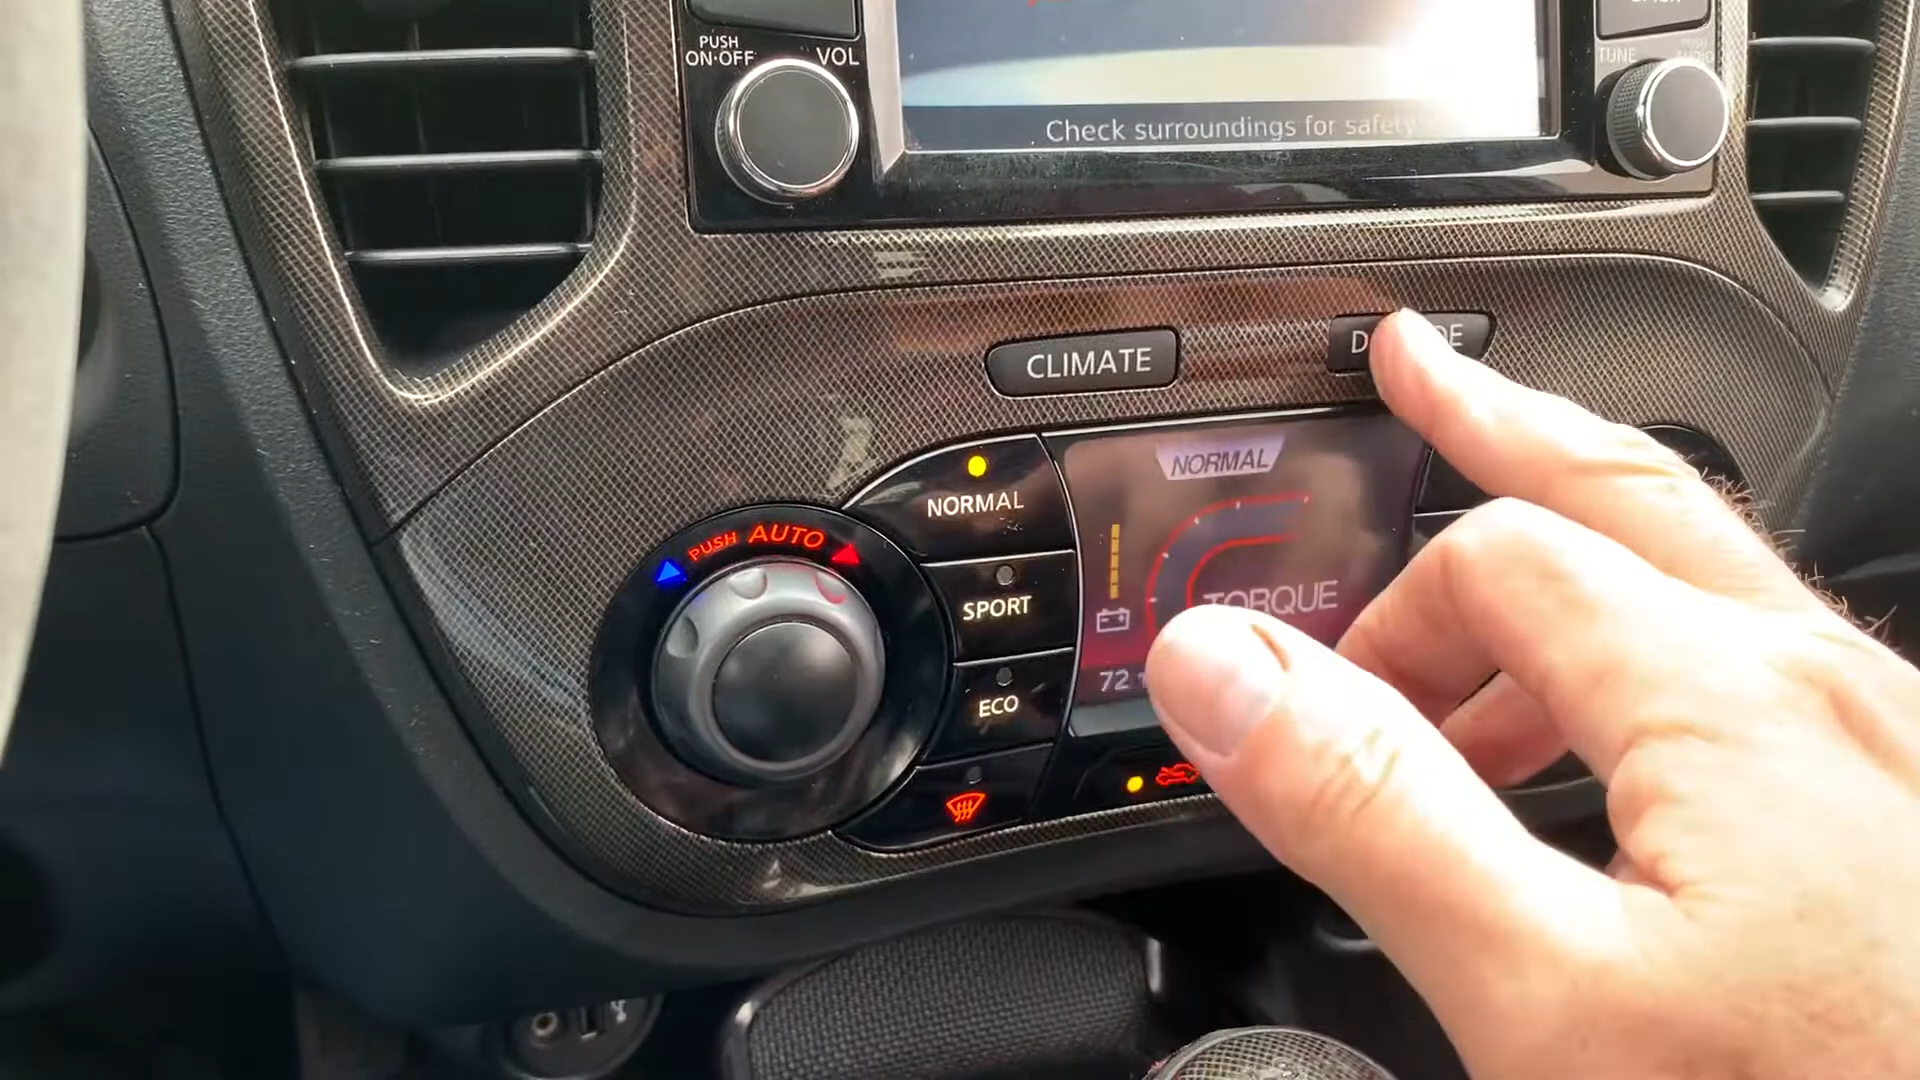 PUSH
ON·OFF
VOL
TUNE
Check surroundings for safety
CLIMATE
NORMAL
PUSH AUTO
NORMAL
SPORT
TORQUE
ECO
72